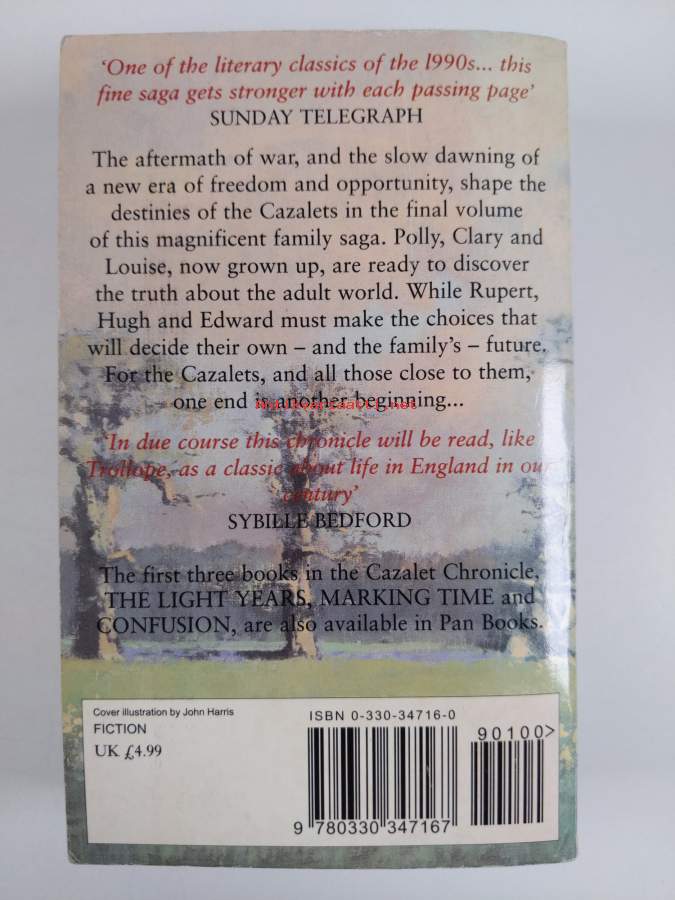 ‘One of the literary classics of the 1990s... this
fine saga gets stronger with each passing page’
SUNDAY TELEGRAPH
The aftermath of war, and the slow dawning of
a new era of freedom and opportunity, shape the
destinies of the Cazalets in the final volume
of this magnificent family saga. Polly, Clary and
Louise, now grown up, are ready to discover
the truth about the adult world. While Rupert,
Hugh and Edward must make the choices that
will decide their own – and the family’s – future.
For the Cazalets, and all those close to them,
one end is another beginning...
‘In due course this chronicle will be read, like
Trollope, as a classic about life in England in our
century’
SYBILLE BEDFORD
The first three books in the Cazalet Chronicle,
THE LIGHT YEARS, MARKING TIME and
CONFUSION, are also available in Pan Books.
Cover illustration by John Harris
FICTION
UK £4.99
ISBN 0-330-34716-0
90100>
9 780330 347167